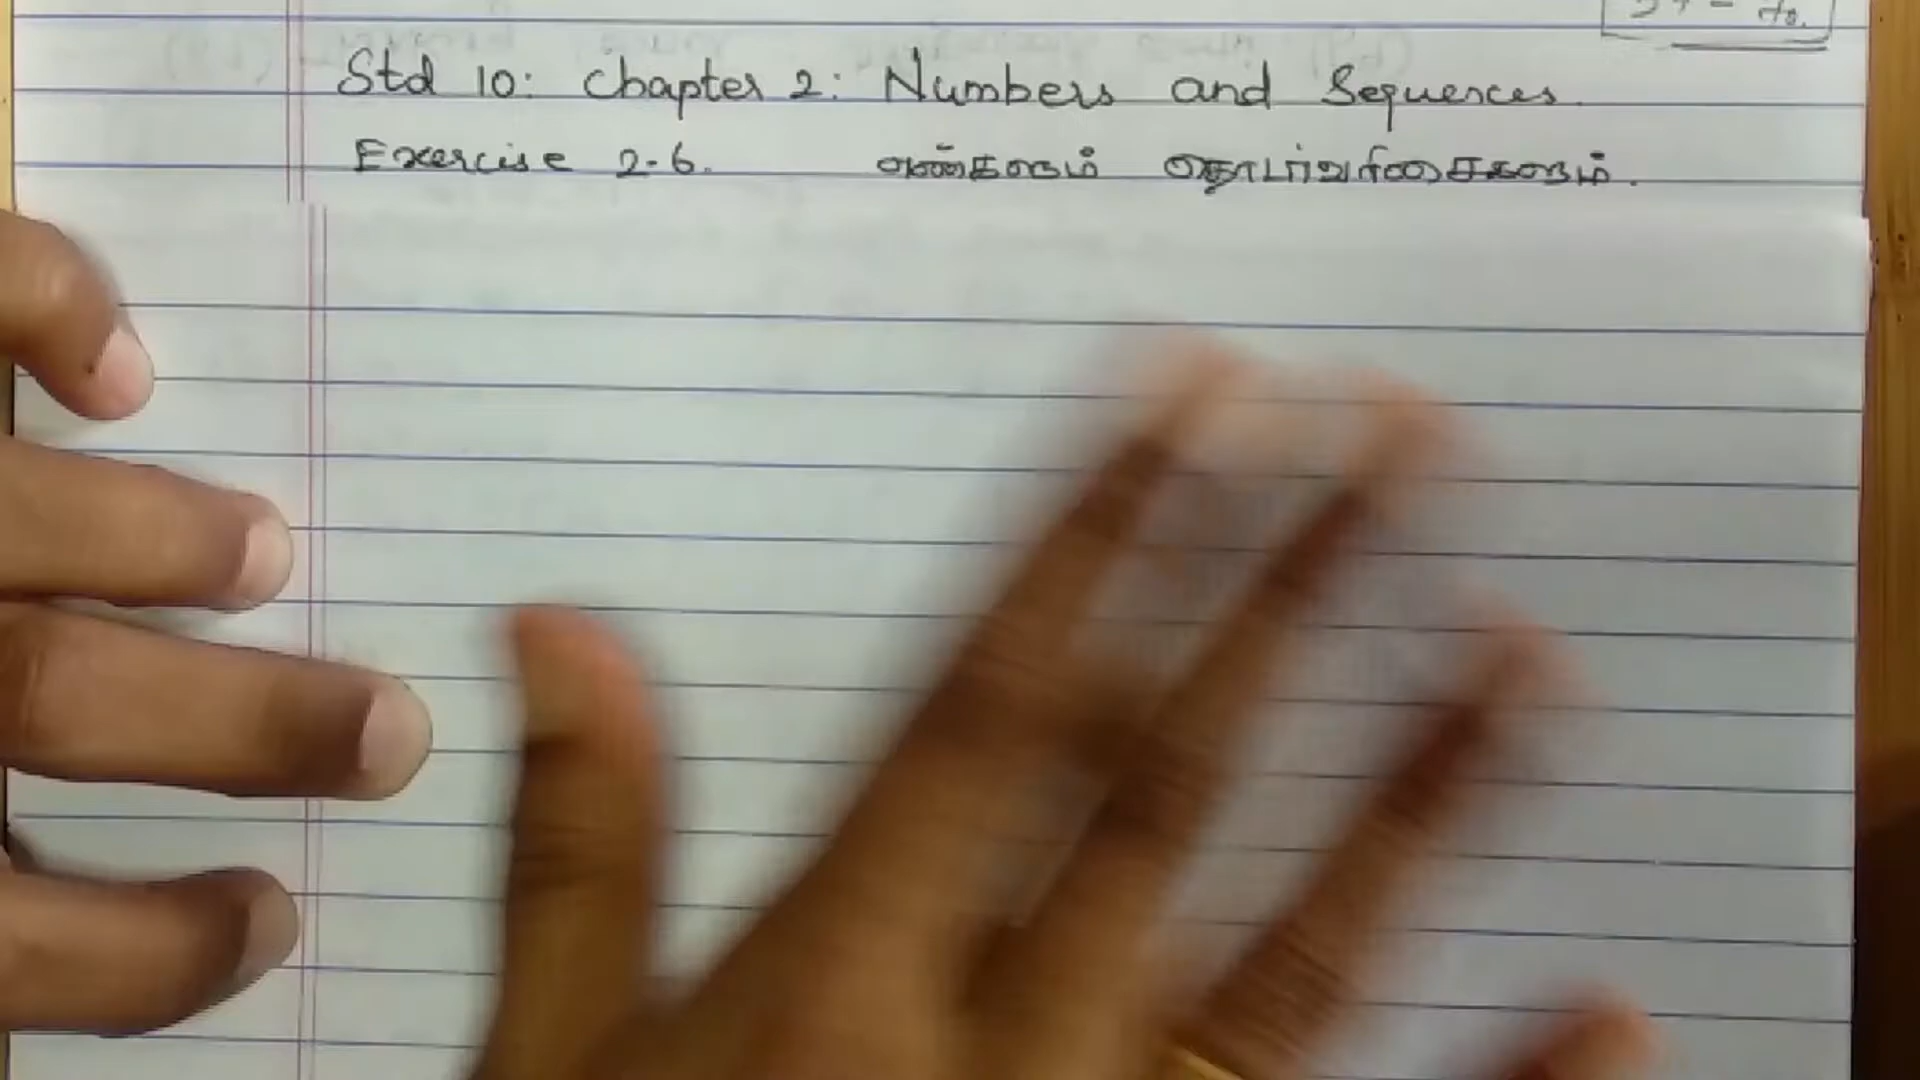 Std 10: Chapter 2: Numbers and Sequences.
Exercise 2.6. எண்களும் தொடர்வரிசைகளும்.